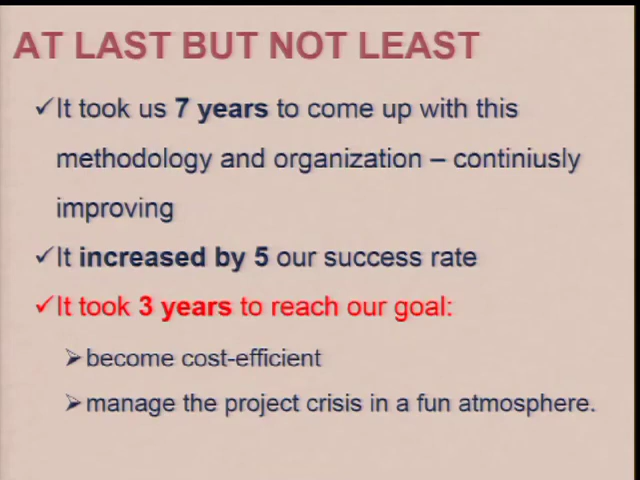 AT LAST BUT NOT LEAST
✓It took us 7 years to come up with this
methodology and organization – continiusly
improving
✓It increased by 5 our success rate
✓It took 3 years to reach our goal:
➢become cost-efficient
➢manage the project crisis in a fun atmosphere.